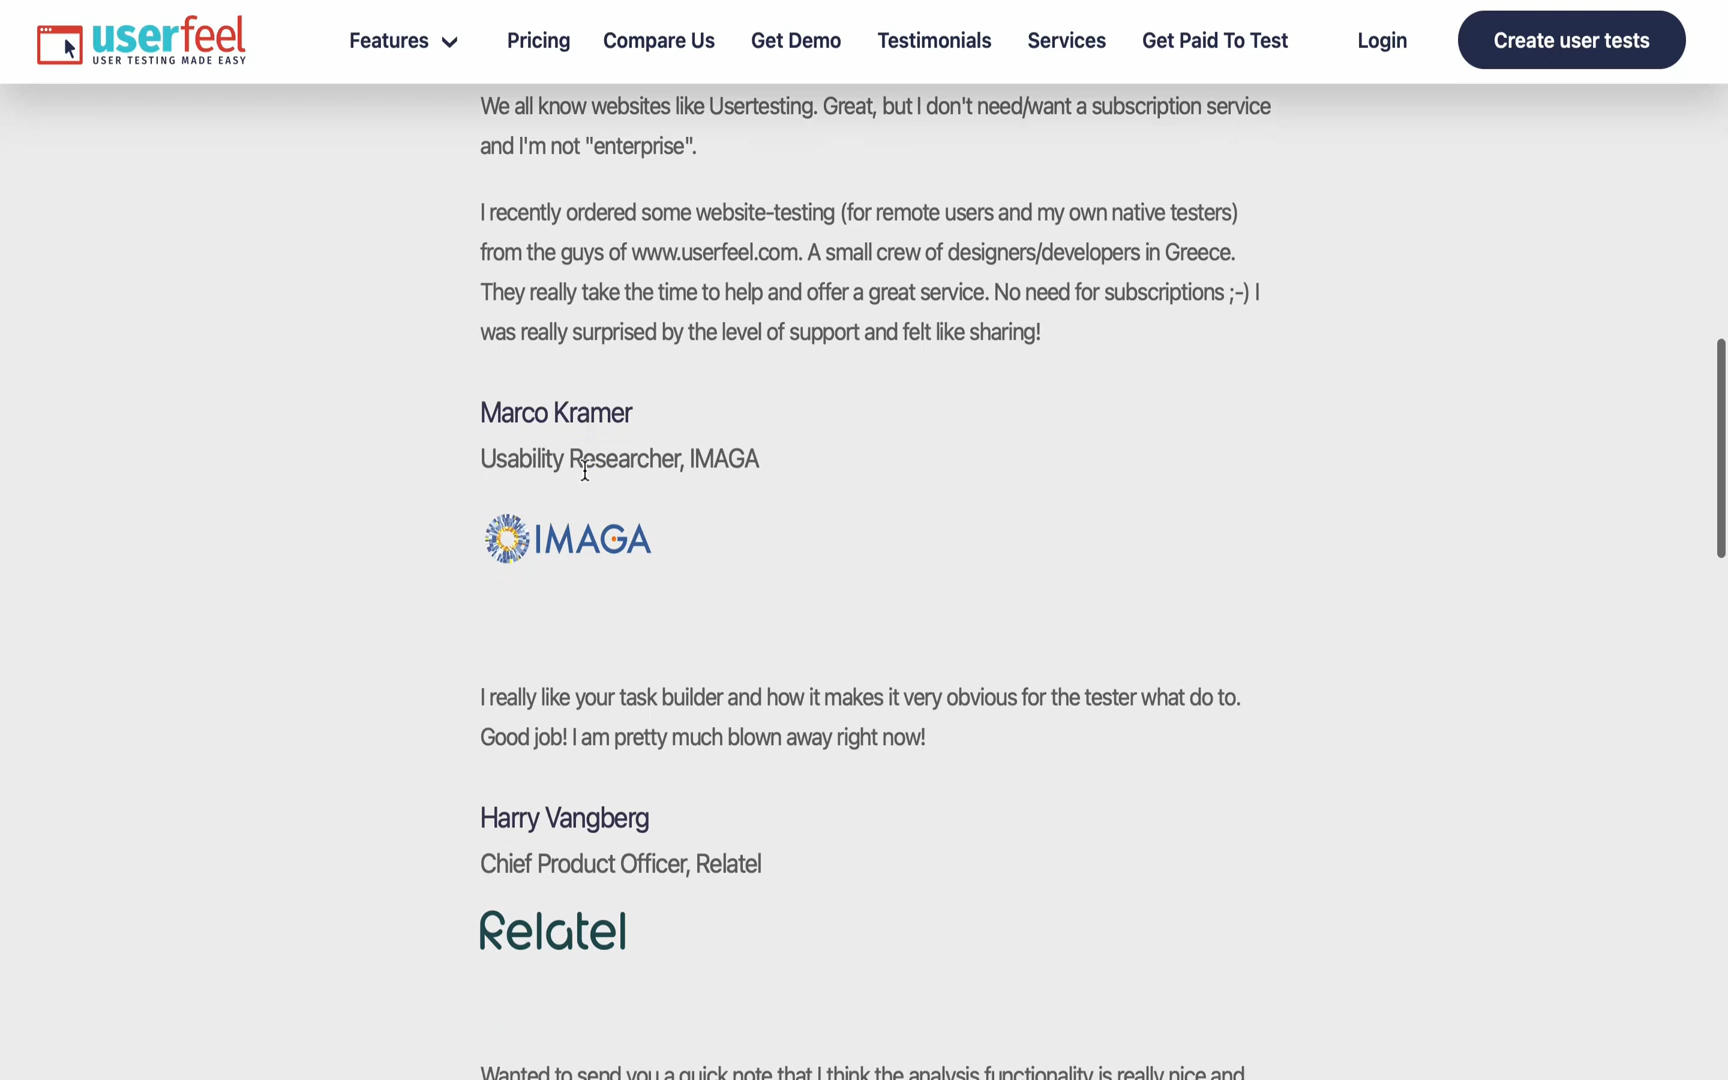 userfeel
USER TESTING MADE EASY
Features
Pricing
Compare Us
Get Demo
Testimonials
Services
Get Paid To Test
Login
Create user tests
We all know websites like Usertesting. Great, but I don't need/want a subscription service
and I'm not "enterprise".
I recently ordered some website-testing (for remote users and my own native testers)
from the guys of www.userfeel.com. A small crew of designers/developers in Greece.
They really take the time to help and offer a great service. No need for subscriptions ;-) I
was really surprised by the level of support and felt like sharing!
Marco Kramer
Usability Researcher, IMAGA
IMAGA
I really like your task builder and how it makes it very obvious for the tester what do to.
Good job! I am pretty much blown away right now!
Harry Vangberg
Chief Product Officer, Relatel
Relatel
Wanted to send you a quick note that I think the analysis functionality is really nice and